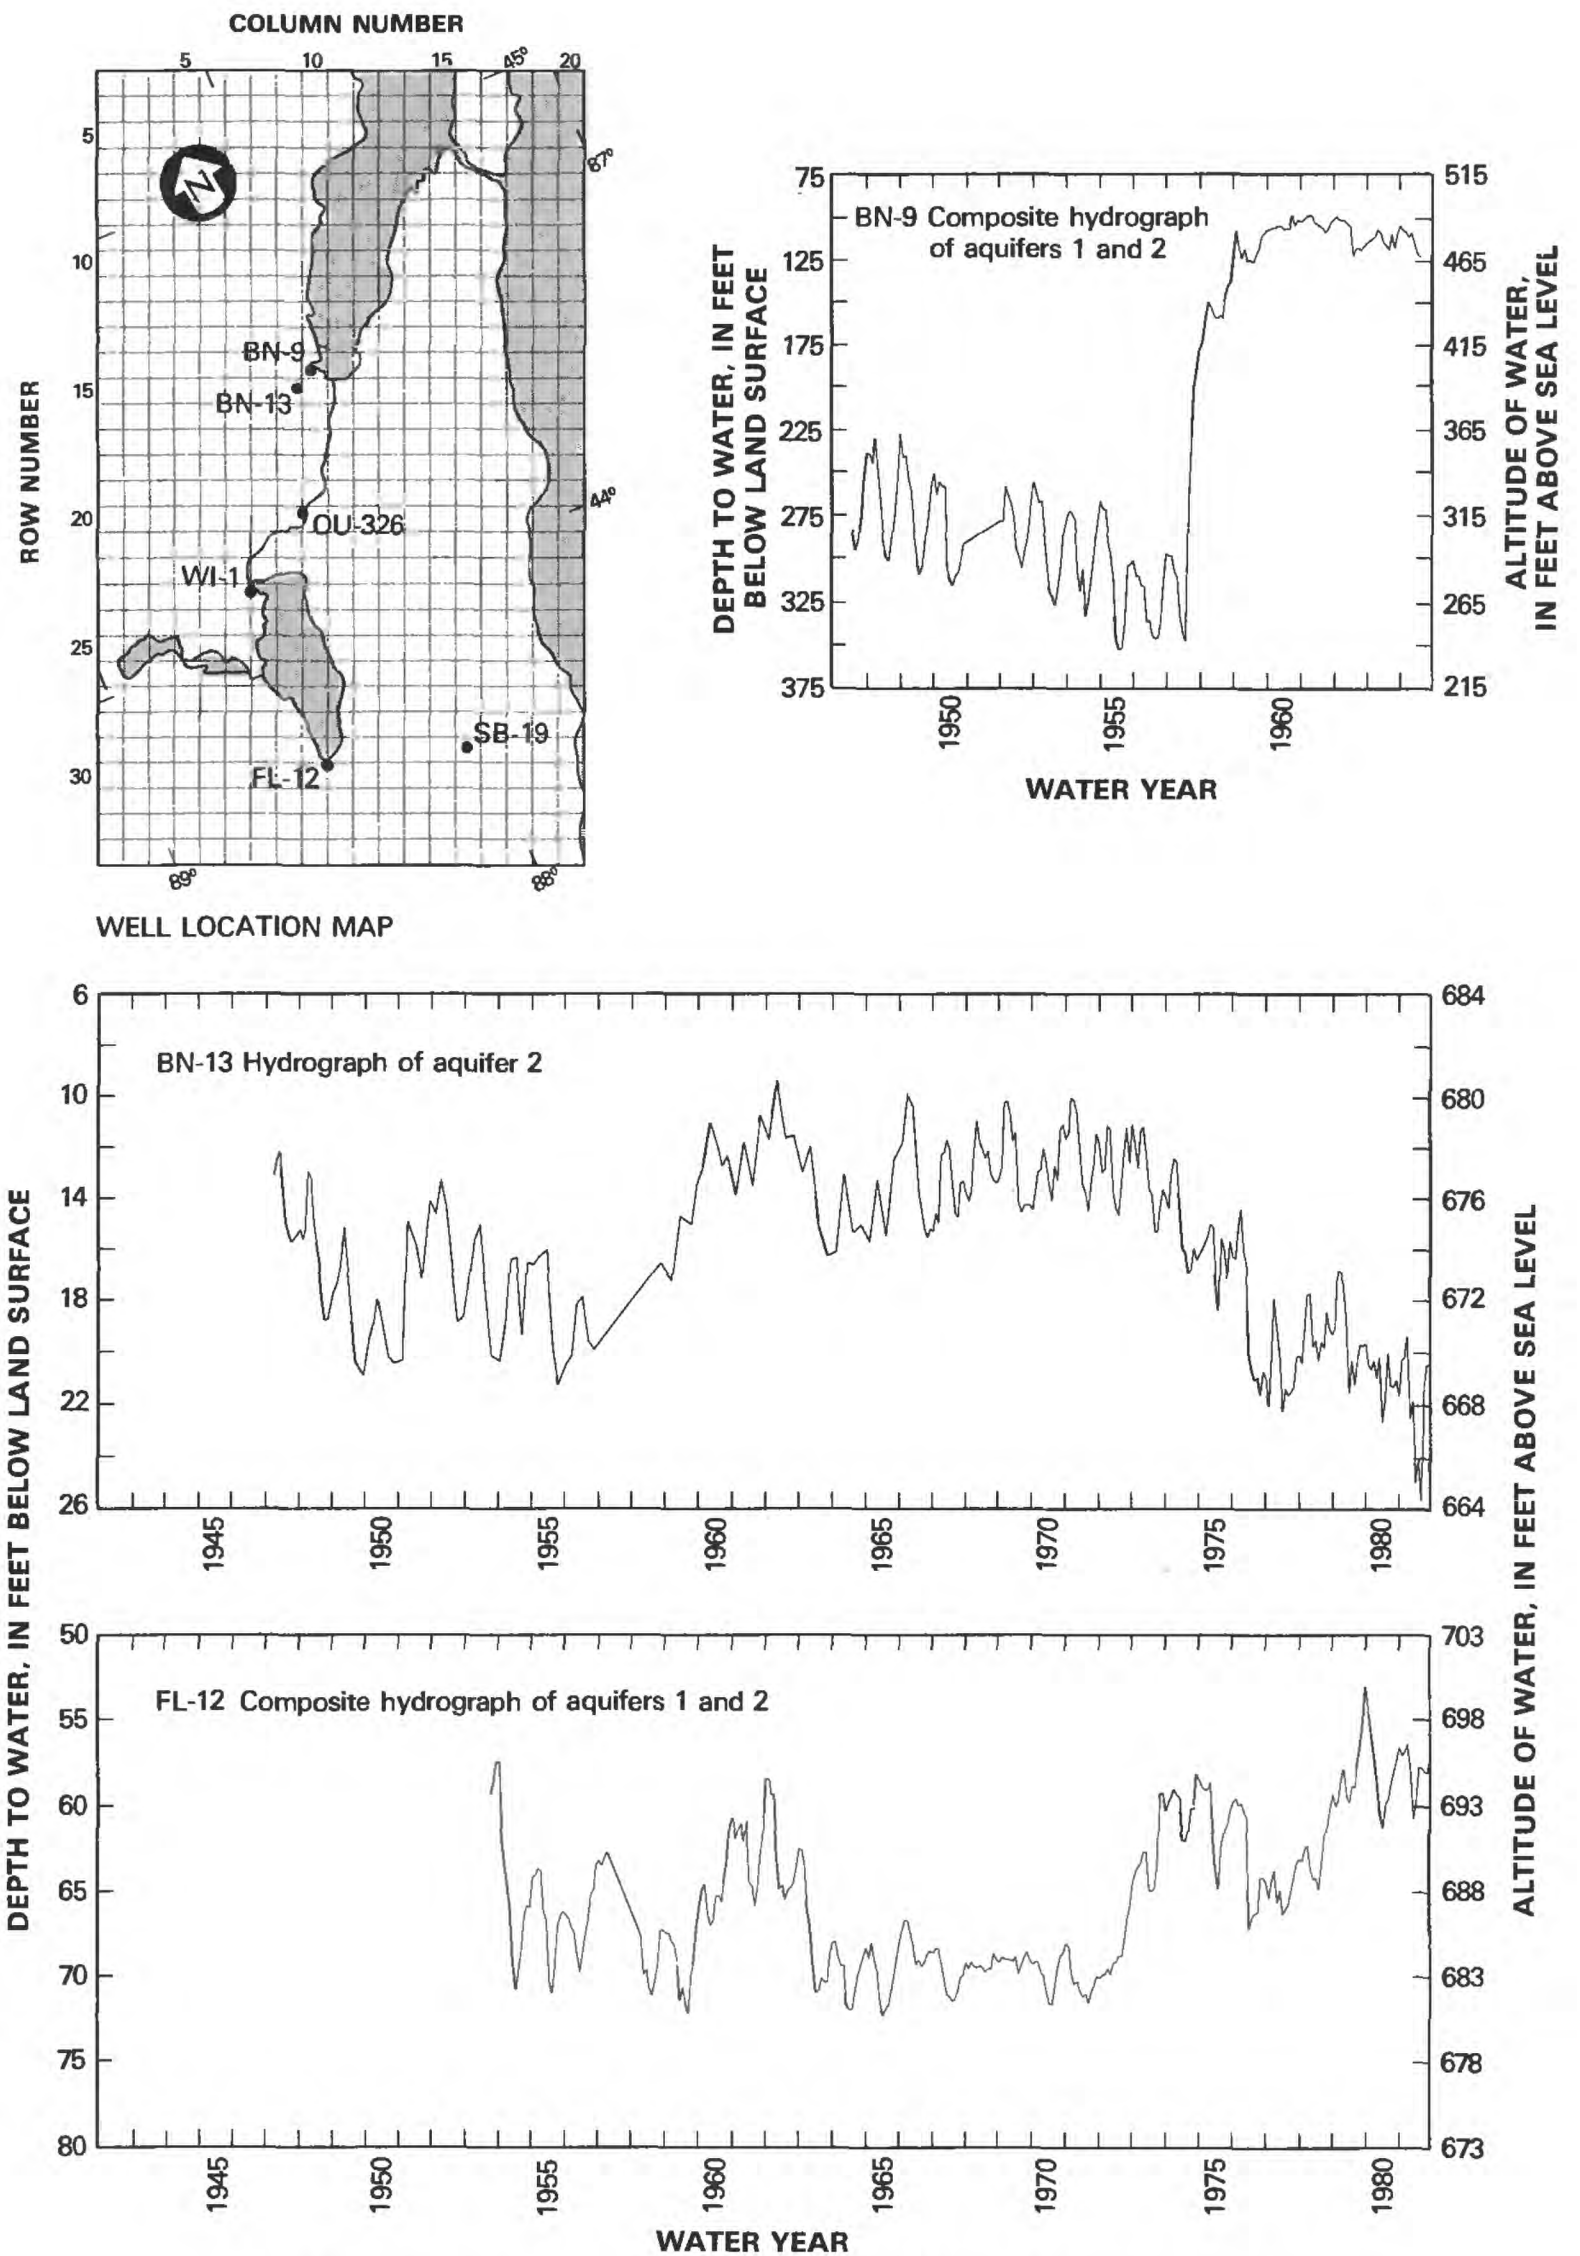 COLUMN NUMBER
5 10 15 45° 20
5
87°
N
10
BN-9
15
BN-13
ROW NUMBER
44°
20
OU-326
WI-1
25
SB-19
30
FL-12
89° 88°
WELL LOCATION MAP
75 515
BN-9 Composite hydrograph
of aquifers 1 and 2
125 465
175 415
225 365
275 315
325 265
375 215
DEPTH TO WATER, IN FEET
BELOW LAND SURFACE
ALTITUDE OF WATER,
IN FEET ABOVE SEA LEVEL
1950 1955 1960
WATER YEAR
6 684
BN-13 Hydrograph of aquifer 2
10 680
14 676
18 672
22 668
26 664
1945 1950 1955 1960 1965 1970 1975 1980
DEPTH TO WATER, IN FEET BELOW LAND SURFACE
ALTITUDE OF WATER, IN FEET ABOVE SEA LEVEL
50 703
FL-12 Composite hydrograph of aquifers 1 and 2
55 698
60 693
65 688
70 683
75 678
80 673
1945 1950 1955 1960 1965 1970 1975 1980
WATER YEAR